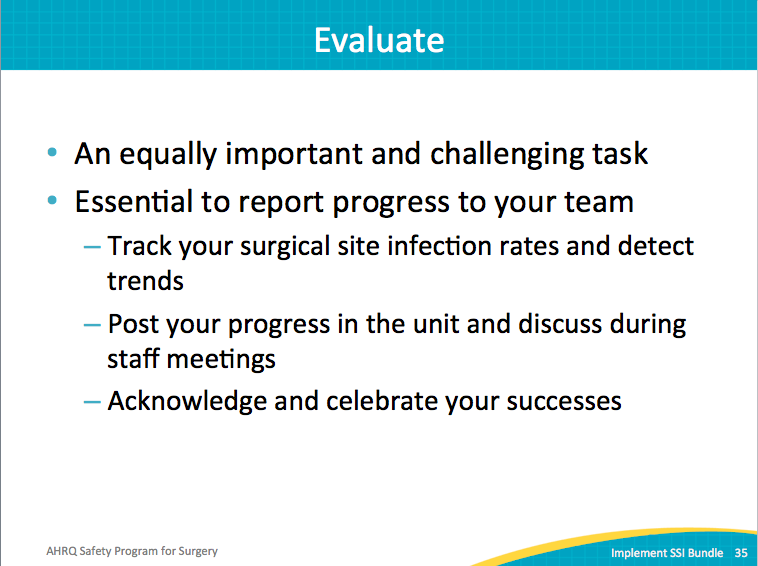 Evaluate
• An equally important and challenging task
• Essential to report progress to your team
– Track your surgical site infection rates and detect
trends
– Post your progress in the unit and discuss during
staff meetings
– Acknowledge and celebrate your successes
AHRQ Safety Program for Surgery
Implement SSI Bundle 35